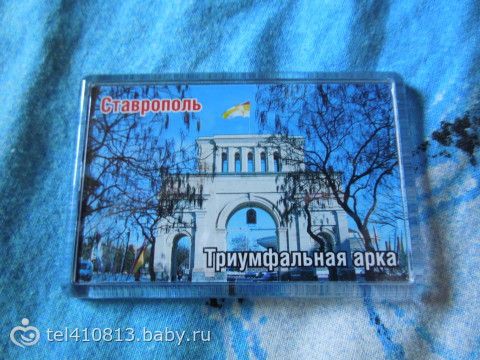 Ставрополь
Триумфальная арка
tel410813.baby.ru